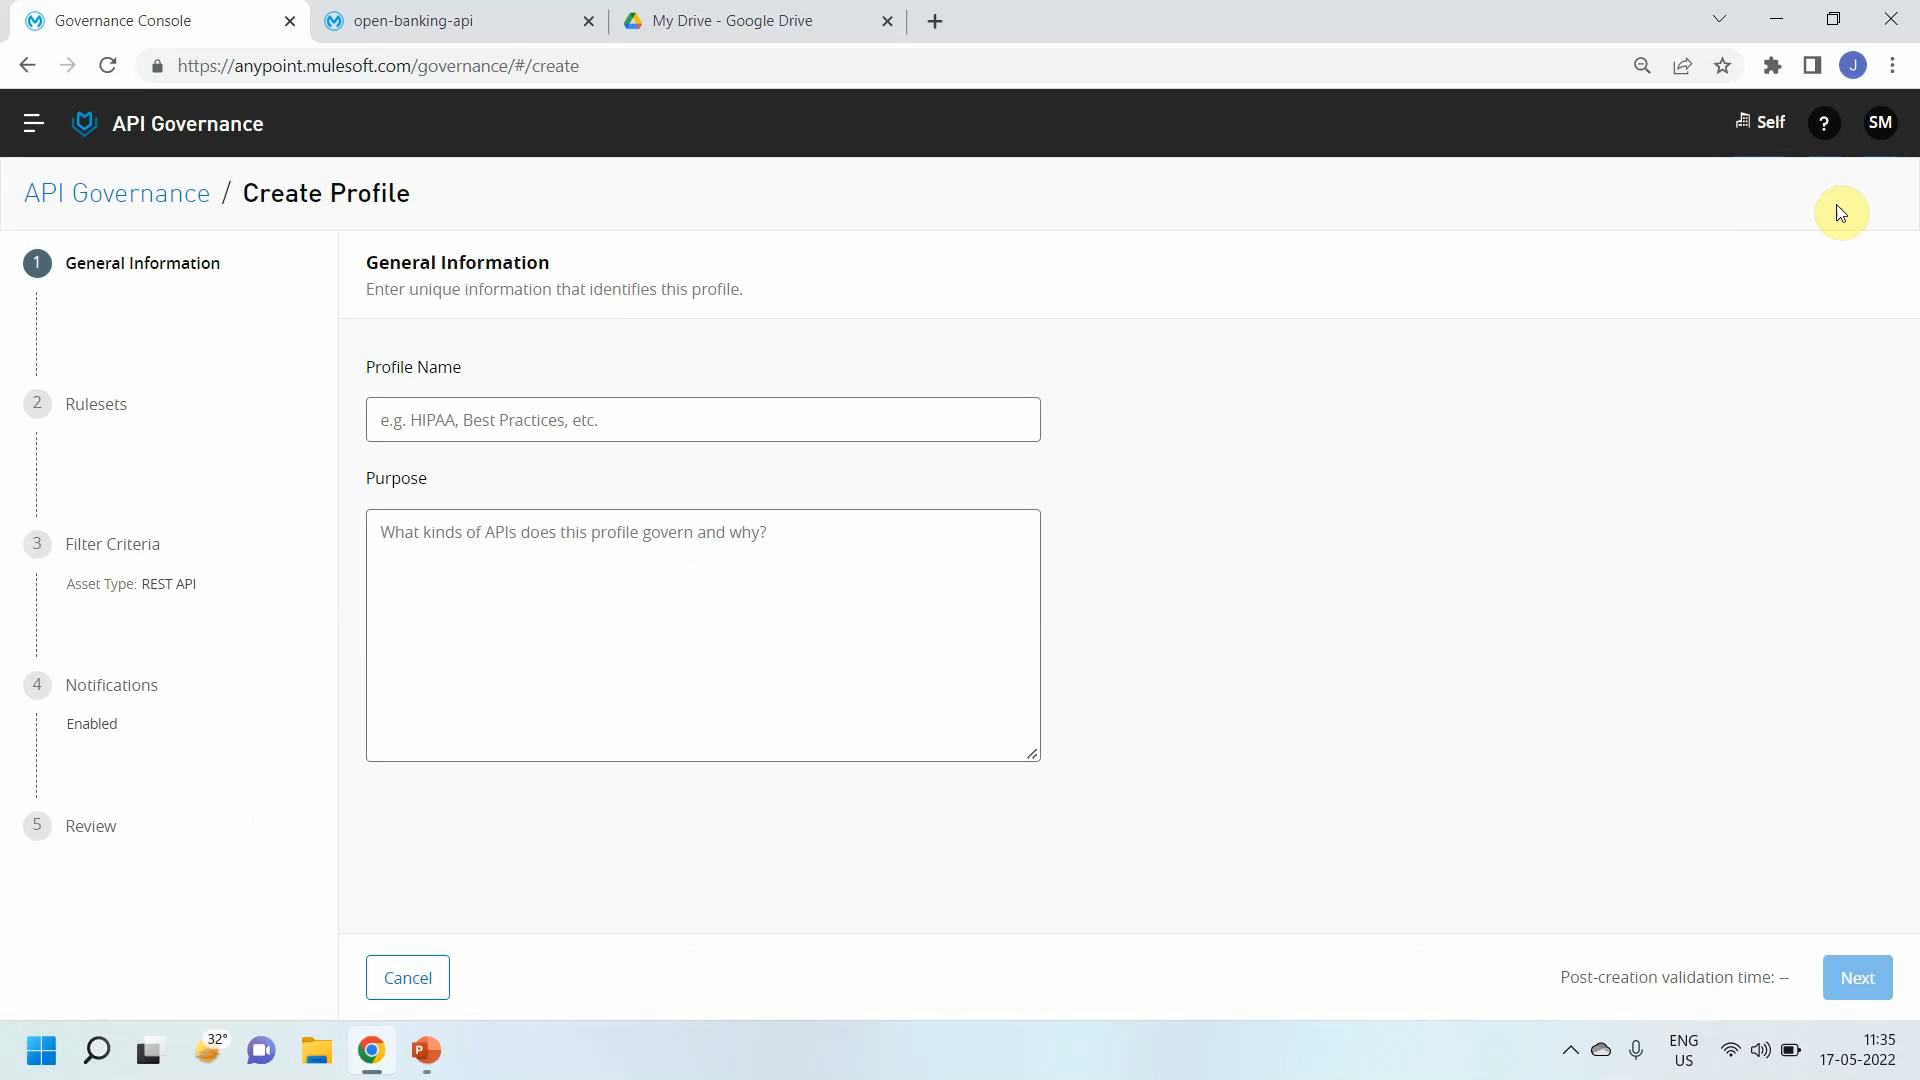 Governance Console
open-banking-api
My Drive - Google Drive
https://anypoint.mulesoft.com/governance/#/create
J
API Governance
Self
?
SM
API Governance / Create Profile
1 General Information
2 Rulesets
3 Filter Criteria
Asset Type: REST API
4 Notifications
Enabled
5 Review
General Information
Enter unique information that identifies this profile.
Profile Name
e.g. HIPAA, Best Practices, etc.
Purpose
What kinds of APIs does this profile govern and why?
Cancel
Post-creation validation time: --
Next
32°
ENG
US
11:35
17-05-2022